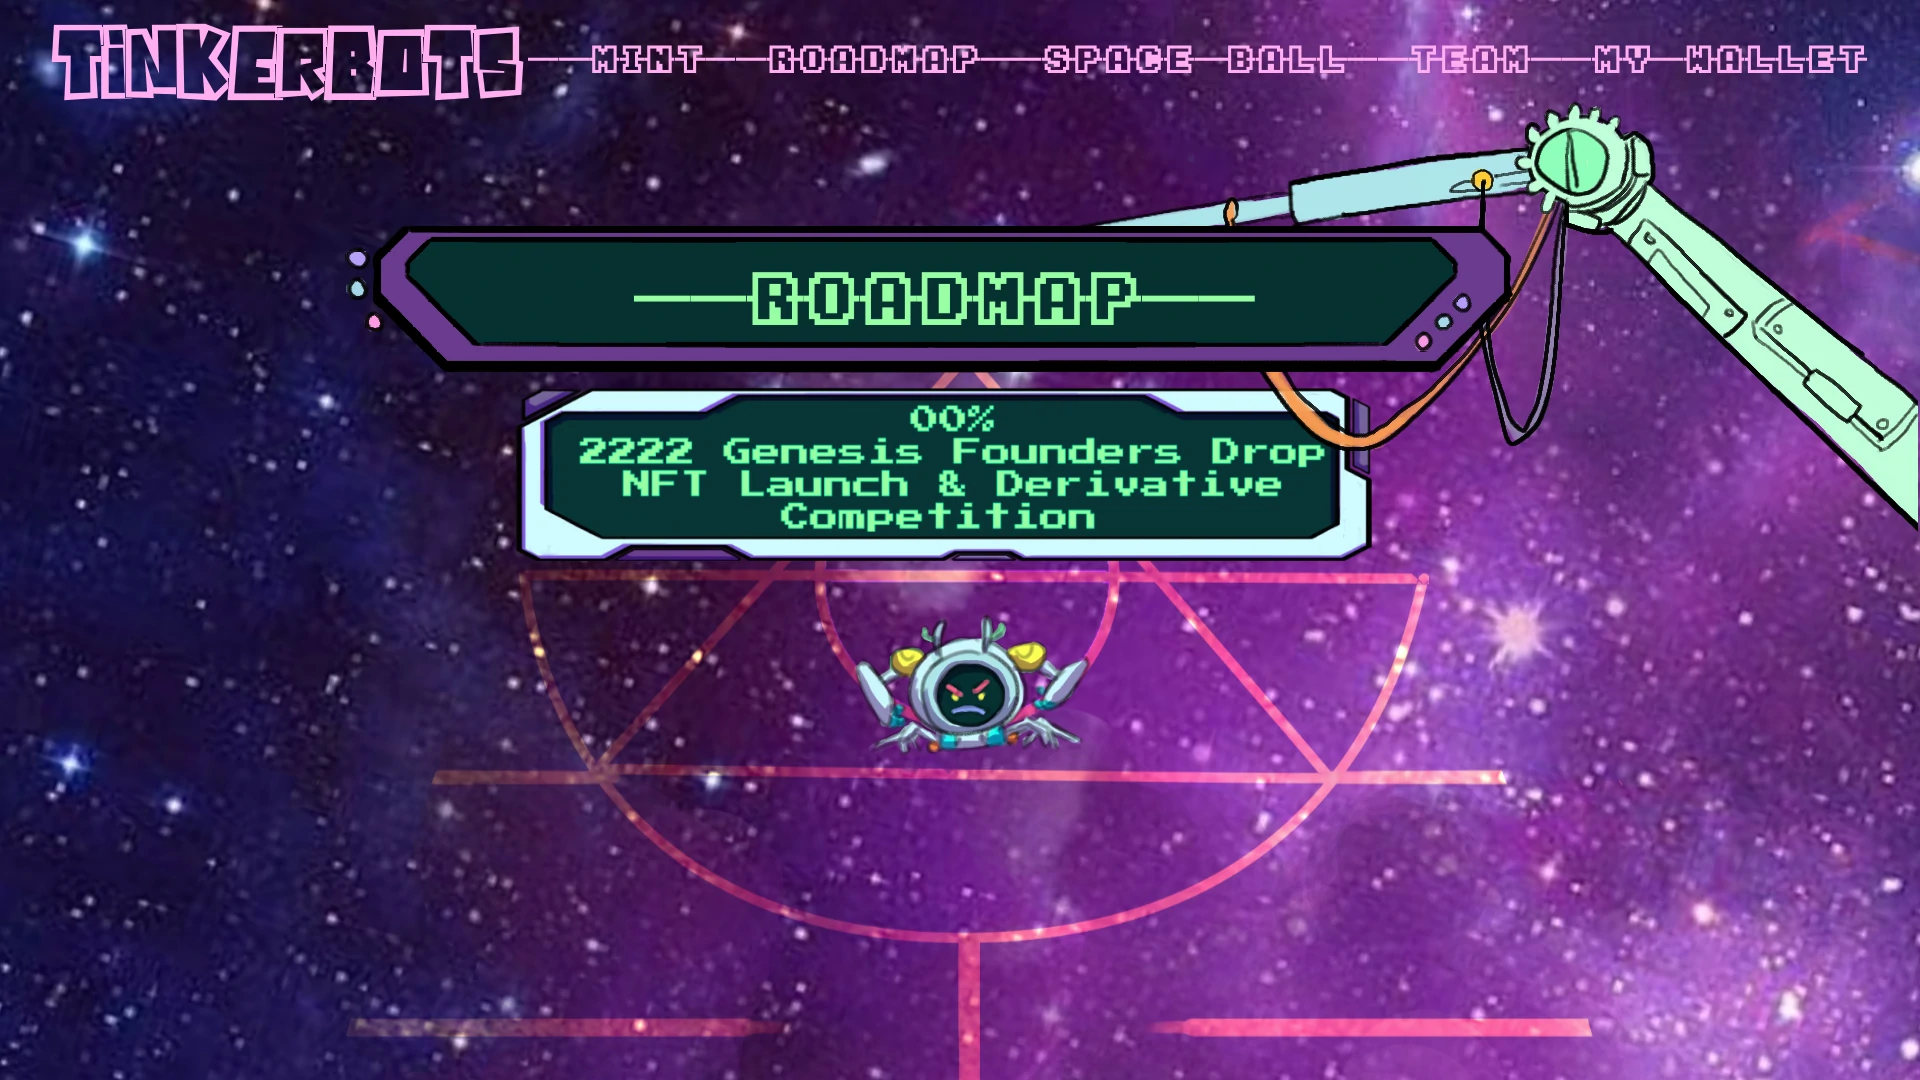 TiNKERBOTS
MINT ROADMAP SPACE BALL TEAM MY WALLET
ROADMAP
00%
2222 Genesis Founders Drop
NFT Launch & Derivative
Competition